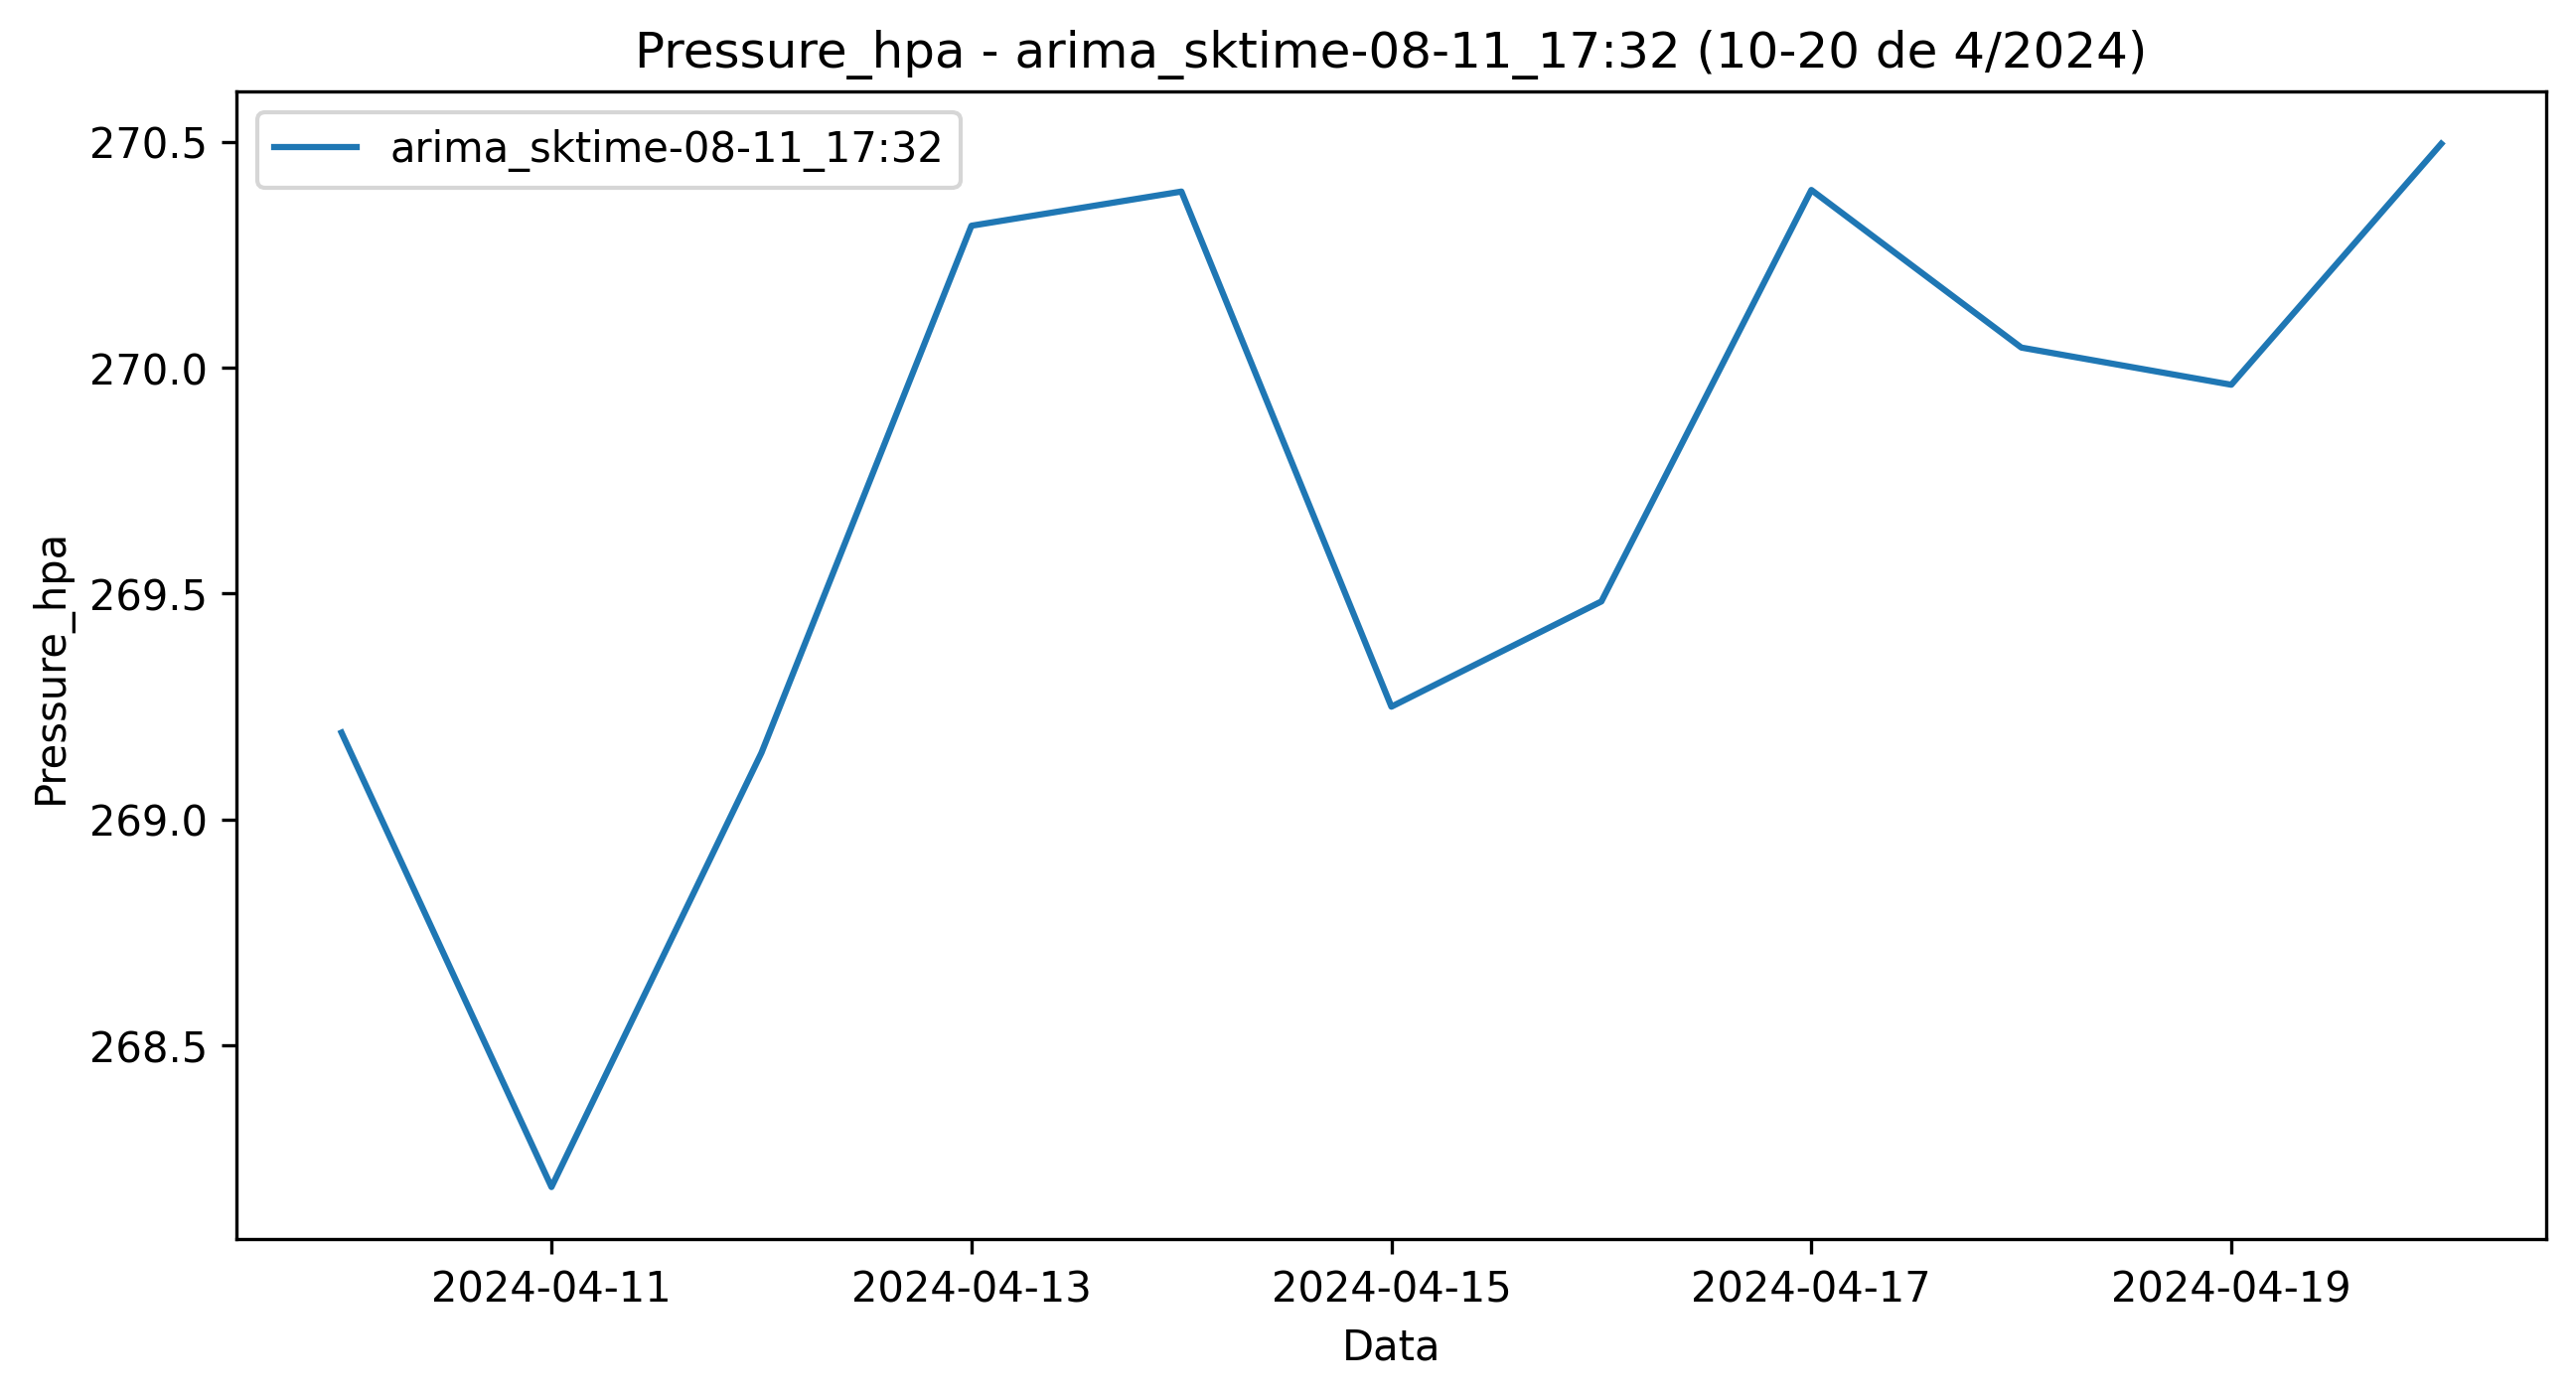 Pressure_hpa - arima_sktime-08-11_17:32 (10-20 de 4/2024)
arima_sktime-08-11_17:32
270.5
270.0
269.5
269.0
268.5
Pressure_hpa
2024-04-11
2024-04-13
2024-04-15
2024-04-17
2024-04-19
Data